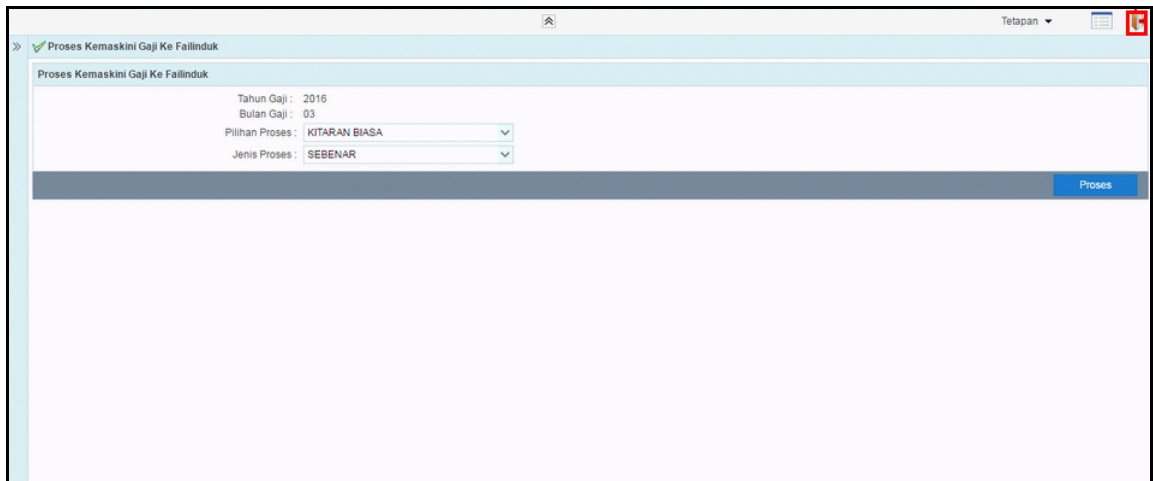 Tetapan
Proses Kemaskini Gaji Ke Failinduk
Proses Kemaskini Gaji Ke Failinduk
Tahun Gaji : 2016
Bulan Gaji : 03
Pilihan Proses : KITARAN BIASA
Jenis Proses : SEBENAR
Proses